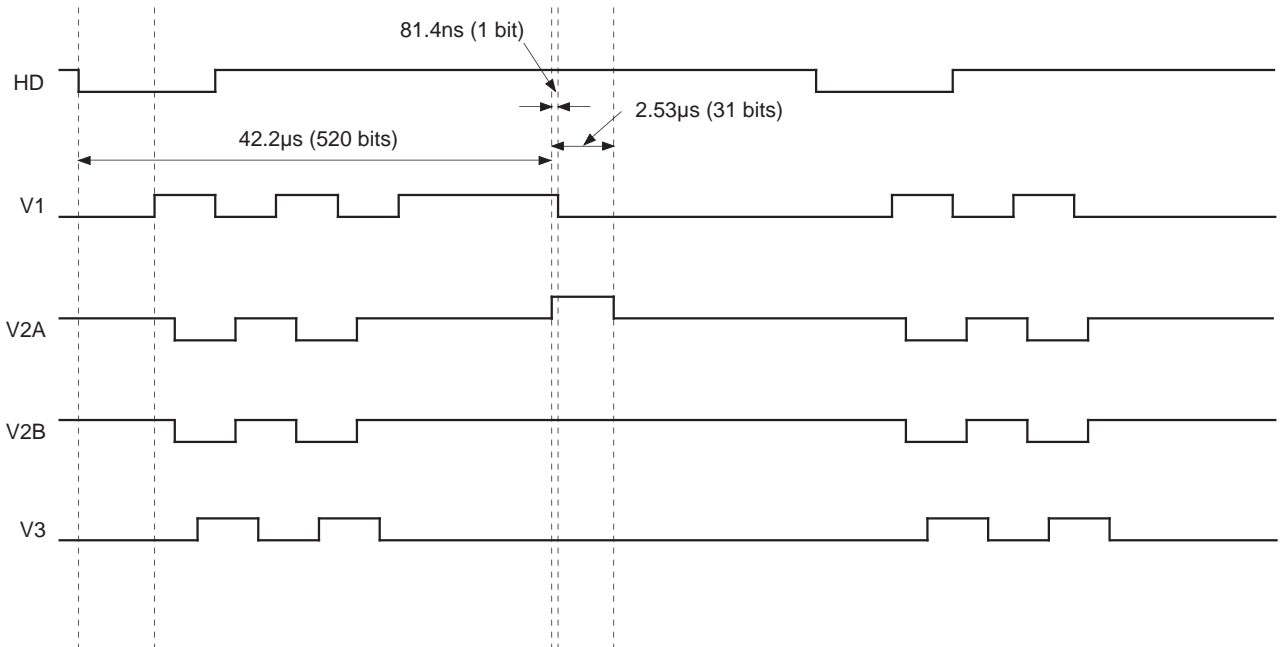 81.4ns (1 bit)
HD
2.53µs (31 bits)
42.2µs (520 bits)
V1
V2A
V2B
V3